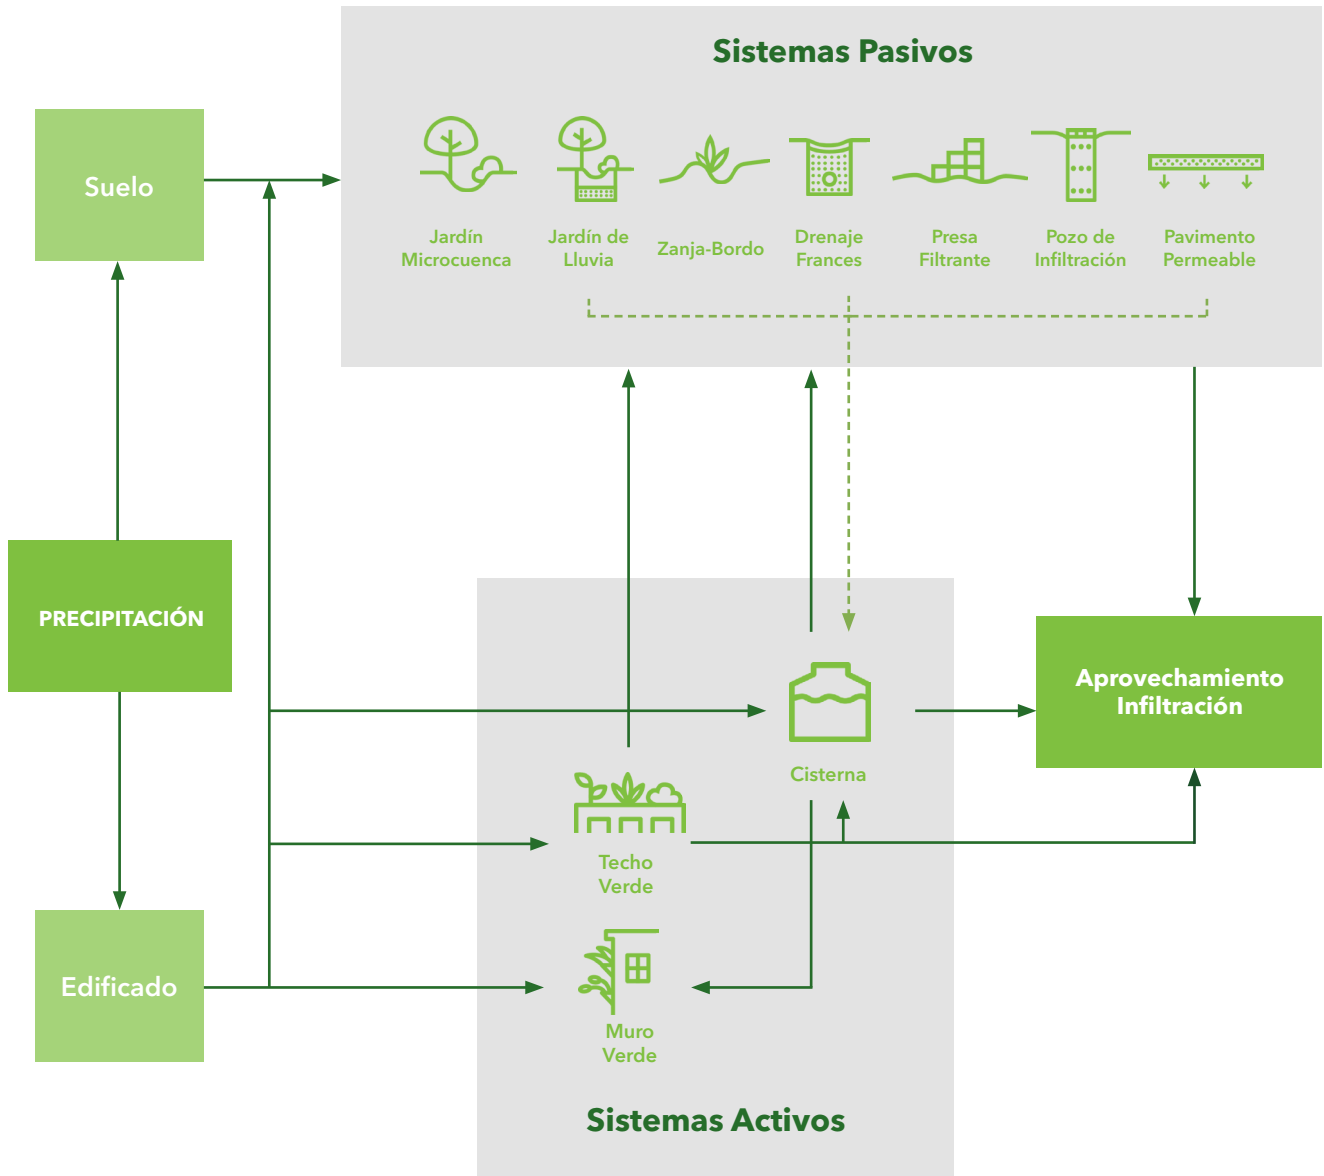 Sistemas Pasivos
Suelo
Jardín
Microcuenca
Jardín de
Lluvia
Zanja-Bordo
Drenaje
Frances
Presa
Filtrante
Pozo de
Infiltración
Pavimento
Permeable
PRECIPITACIÓN
Aprovechamiento
Infiltración
Cisterna
Techo
Verde
Edificado
Muro
Verde
Sistemas Activos